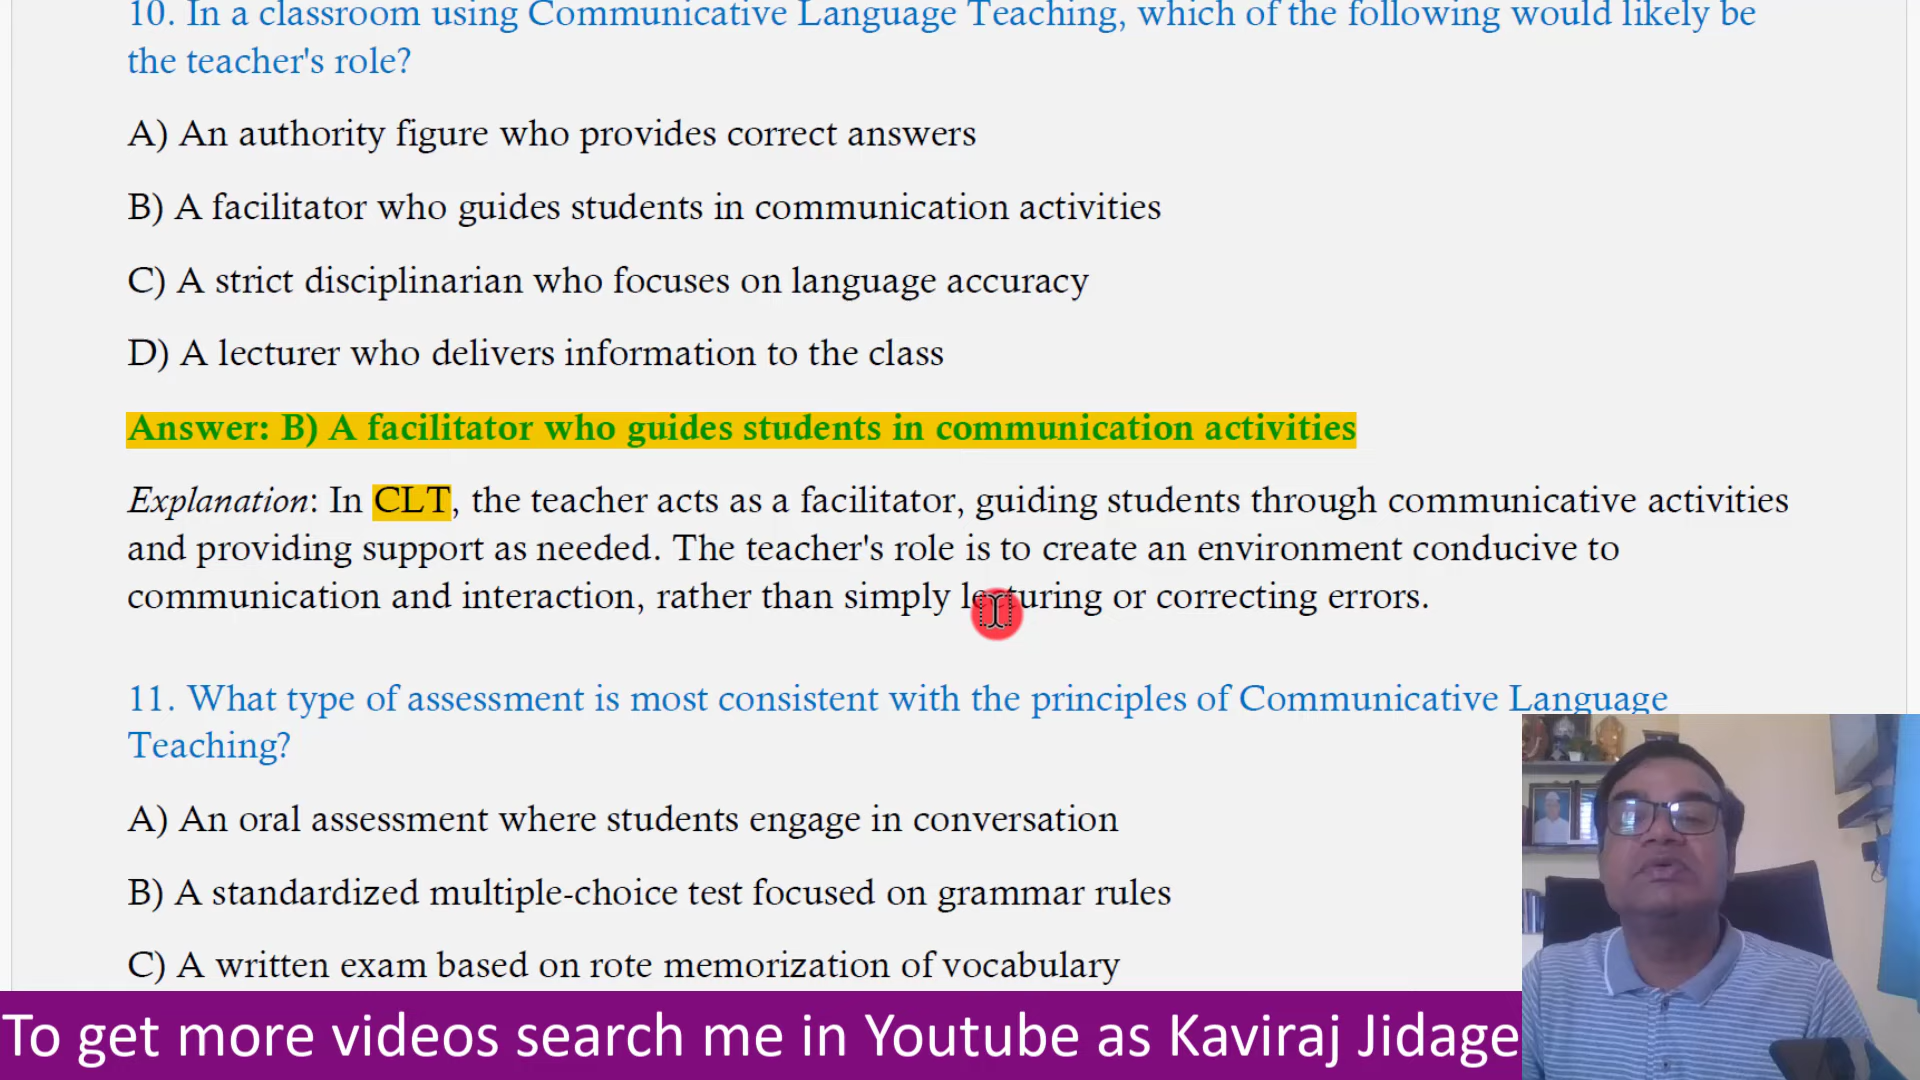 10. In a classroom using Communicative Language Teaching, which of the following would likely be
the teacher's role?
A) An authority figure who provides correct answers
B) A facilitator who guides students in communication activities
C) A strict disciplinarian who focuses on language accuracy
D) A lecturer who delivers information to the class
Answer: B) A facilitator who guides students in communication activities
Explanation: In CLT, the teacher acts as a facilitator, guiding students through communicative activities
and providing support as needed. The teacher's role is to create an environment conducive to
communication and interaction, rather than simply lecturing or correcting errors.
11. What type of assessment is most consistent with the principles of Communicative Language
Teaching?
A) An oral assessment where students engage in conversation
B) A standardized multiple-choice test focused on grammar rules
C) A written exam based on rote memorization of vocabulary
To get more videos search me in Youtube as Kaviraj Jidage